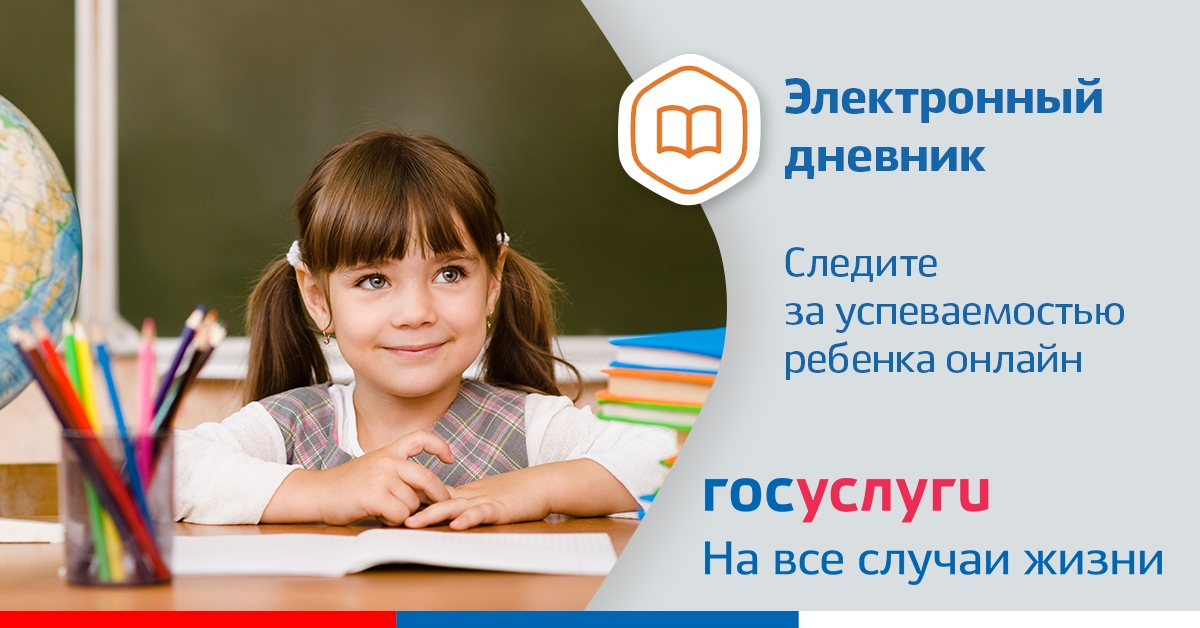 Электронный
дневник
Следите
за успеваемостью
ребенка онлайн
госуслуги
На все случаи жизни